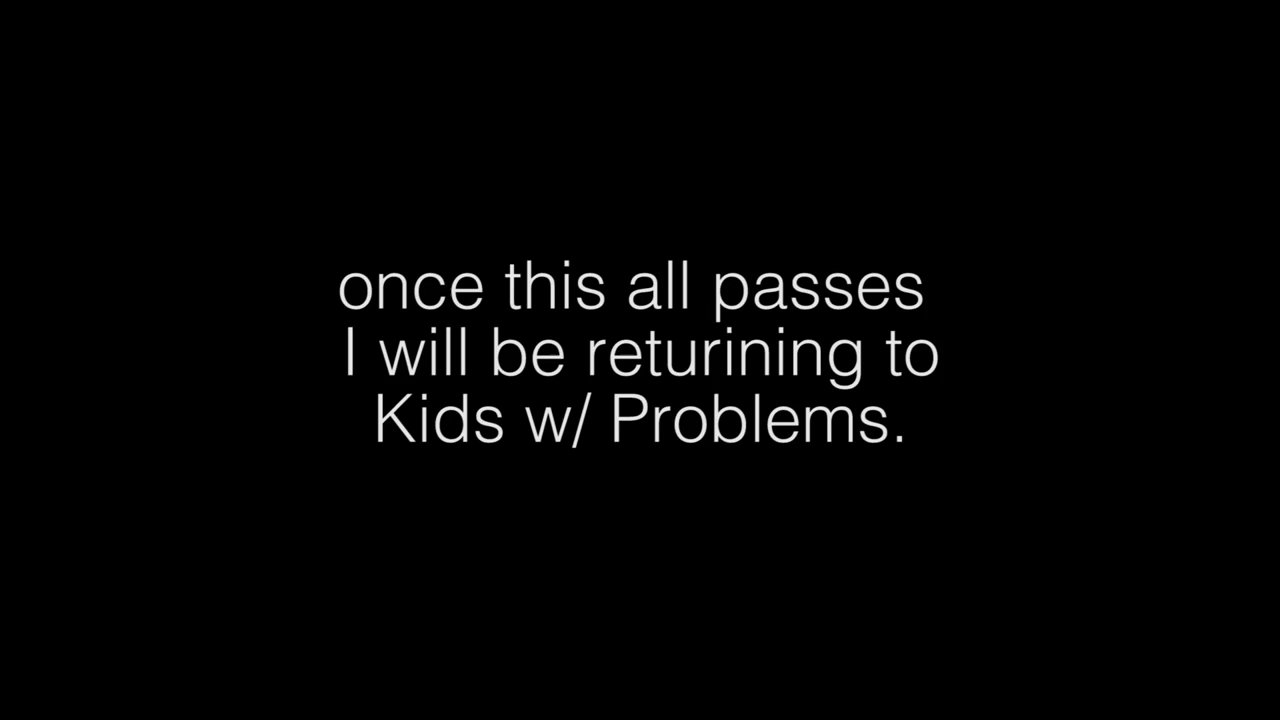 once this all passes
I will be returining to
Kids w/ Problems.